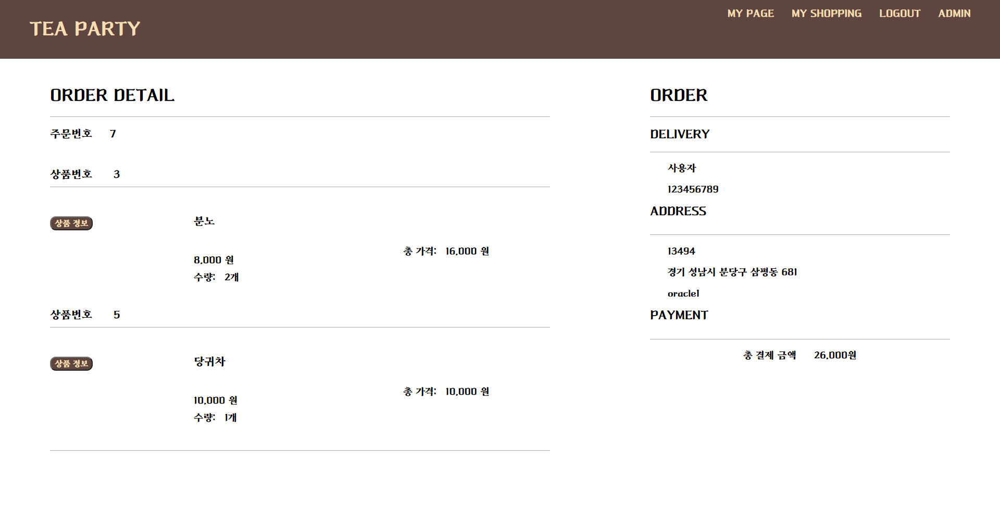 TEA PARTY
MY PAGE MY SHOPPING LOGOUT ADMIN
ORDER DETAIL
주문번호 7
상품번호 3
상품 정보
분노
8,000 원
수량: 2개
총 가격: 16,000 원
상품번호 5
상품 정보
당귀차
10,000 원
수량: 1개
총 가격: 10,000 원
ORDER
DELIVERY
사용자
123456789
ADDRESS
13494
경기 성남시 분당구 삼평동 681
oracle1
PAYMENT
총 결제 금액 26,000원